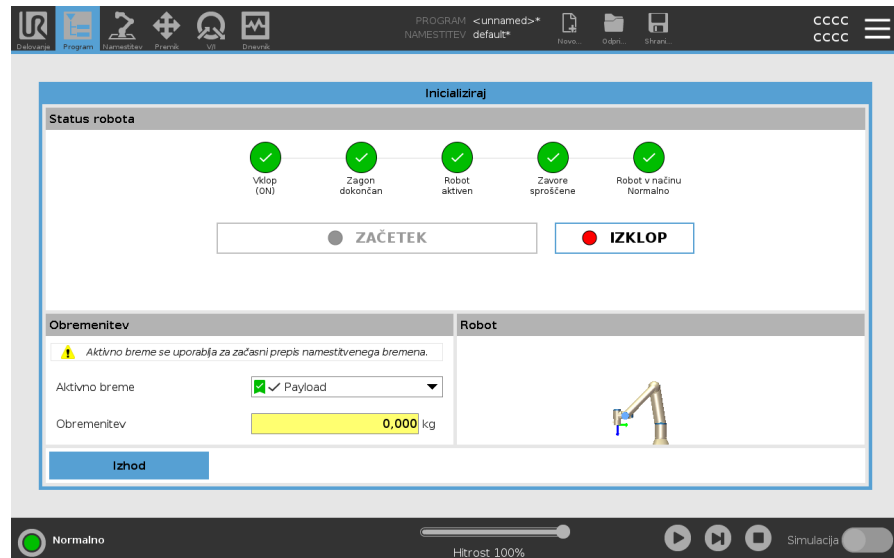 PROGRAM <unnamed>*
NAMESTITEV default*
cccc
cccc
Delovanje
Program
Namestitev
Premik
V/I
Dnevnik
Novo...
Odpri...
Shrani...
Inicializiraj
Status robota
Vklop
(ON)
Zagon
dokončan
Robot
aktiven
Zavore
sproščene
Robot v načinu
Normalno
ZAČETEK
IZKLOP
Obremenitev
Aktivno breme se uporablja za začasni prepis namestitvenega bremena.
Aktivno breme
Payload
Obremenitev
0,000 kg
Robot
Izhod
Normalno
Hitrost 100%
Simulacija